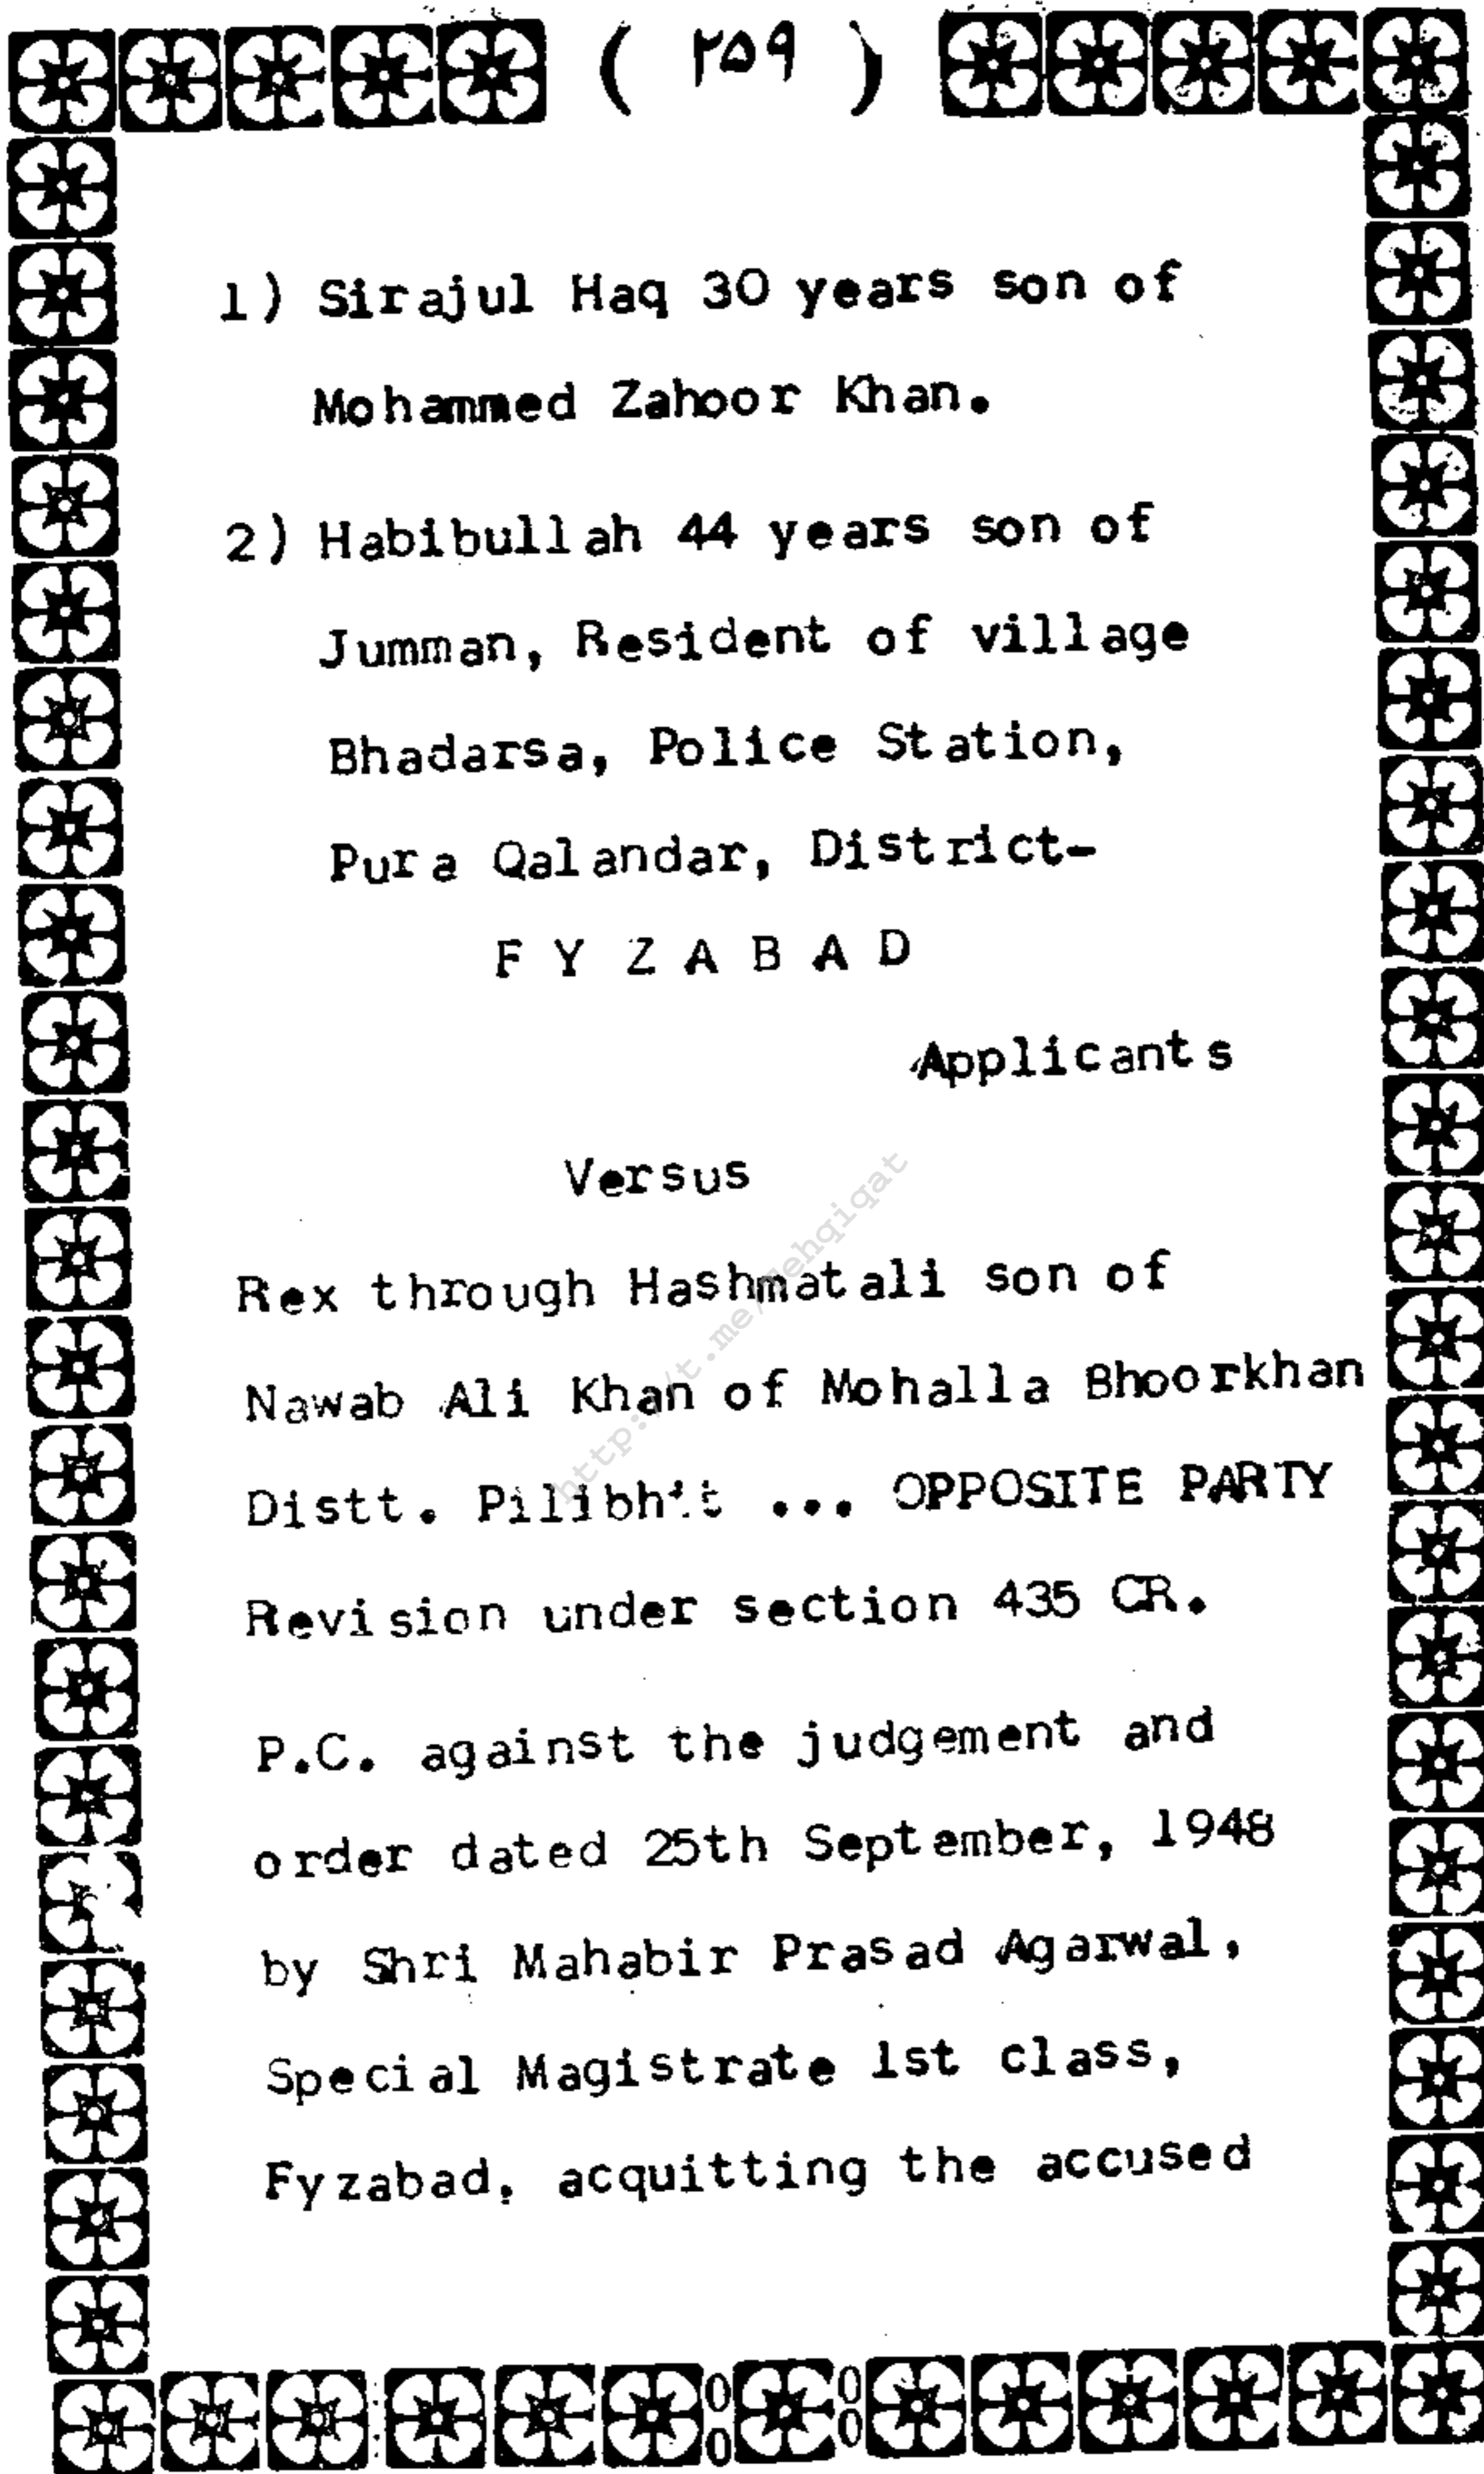 ( ۲۵۹ )
1) Sirajul Haq 30 years son of
Mohammed Zahoor Khan.
2) Habibullah 44 years son of
Jumman, Resident of village
Bhadarsa, Police Station,
Pura Qalandar, District-
F Y Z A B A D
Applicants
Versus
Rex through Hashmatali son of
Nawab Ali Khan of Mohalla Bhoorkhan
Distt. Pilibhit ... OPPOSITE PARTY
Revision under section 435 CR.
P.C. against the judgement and
order dated 25th September, 1948
by Shri Mahabir Prasad Agarwal,
Special Magistrate 1st class,
Fyzabad, acquitting the accused